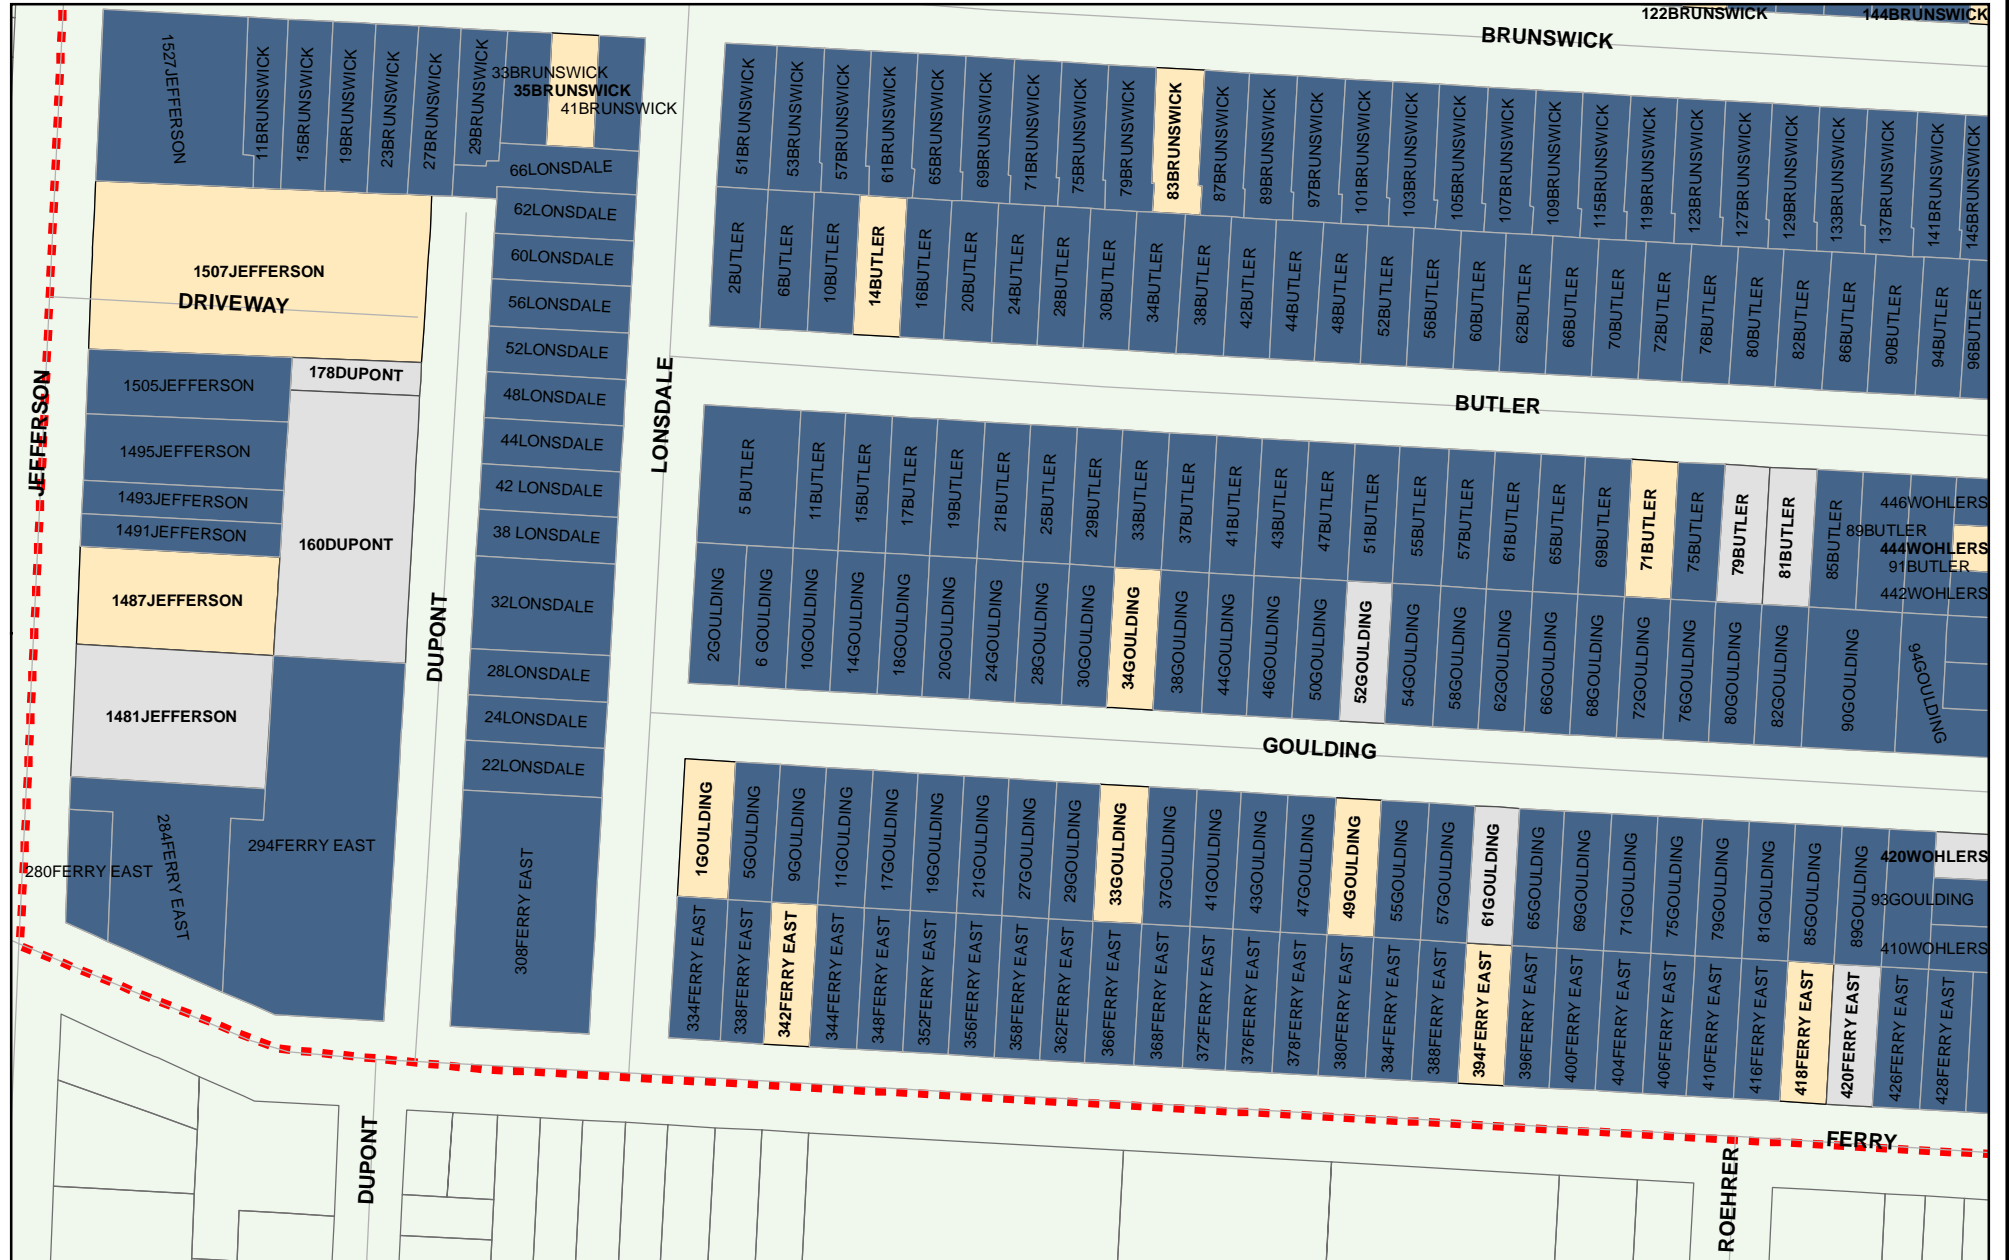 122BRUNSWICK
144BRUNSWICK
BRUNSWICK
1527JEFFERSON
11BRUNSWICK
15BRUNSWICK
19BRUNSWICK
23BRUNSWICK
27BRUNSWICK
29BRUNSWICK
33BRUNSWICK
35BRUNSWICK
41BRUNSWICK
51BRUNSWICK
53BRUNSWICK
57BRUNSWICK
61BRUNSWICK
65BRUNSWICK
69BRUNSWICK
71BRUNSWICK
75BRUNSWICK
79BRUNSWICK
83BRUNSWICK
87BRUNSWICK
89BRUNSWICK
97BRUNSWICK
101BRUNSWICK
103BRUNSWICK
105BRUNSWICK
107BRUNSWICK
109BRUNSWICK
115BRUNSWICK
119BRUNSWICK
123BRUNSWICK
127BRUNSWICK
129BRUNSWICK
133BRUNSWICK
137BRUNSWICK
141BRUNSWICK
145BRUNSWICK
66LONSDALE
62LONSDALE
60LONSDALE
56LONSDALE
52LONSDALE
48LONSDALE
44LONSDALE
42 LONSDALE
38 LONSDALE
32LONSDALE
28LONSDALE
24LONSDALE
22LONSDALE
308FERRY EAST
2BUTLER
6BUTLER
10BUTLER
14BUTLER
16BUTLER
20BUTLER
24BUTLER
28BUTLER
30BUTLER
34BUTLER
38BUTLER
42BUTLER
44BUTLER
48BUTLER
52BUTLER
56BUTLER
60BUTLER
62BUTLER
66BUTLER
70BUTLER
72BUTLER
76BUTLER
80BUTLER
82BUTLER
86BUTLER
90BUTLER
94BUTLER
96BUTLER
1507JEFFERSON
DRIVEWAY
1505JEFFERSON
178DUPONT
1495JEFFERSON
1493JEFFERSON
1491JEFFERSON
160DUPONT
1487JEFFERSON
1481JEFFERSON
JEFFERSON
DUPONT
LONSDALE
BUTLER
5 BUTLER
11BUTLER
15BUTLER
17BUTLER
19BUTLER
21BUTLER
25BUTLER
29BUTLER
33BUTLER
37BUTLER
41BUTLER
43BUTLER
47BUTLER
51BUTLER
55BUTLER
57BUTLER
61BUTLER
65BUTLER
69BUTLER
71BUTLER
75BUTLER
79BUTLER
81BUTLER
85BUTLER
89BUTLER
91BUTLER
446WOHLERS
444WOHLERS
442WOHLERS
2GOULDING
6 GOULDING
10GOULDING
14GOULDING
18GOULDING
20GOULDING
24GOULDING
28GOULDING
30GOULDING
34GOULDING
38GOULDING
44GOULDING
46GOULDING
50GOULDING
52GOULDING
54GOULDING
58GOULDING
62GOULDING
66GOULDING
68GOULDING
72GOULDING
76GOULDING
80GOULDING
82GOULDING
90GOULDING
94GOULDING
GOULDING
1GOULDING
5GOULDING
9GOULDING
11GOULDING
17GOULDING
19GOULDING
21GOULDING
27GOULDING
29GOULDING
33GOULDING
37GOULDING
41GOULDING
43GOULDING
47GOULDING
49GOULDING
55GOULDING
57GOULDING
61GOULDING
65GOULDING
69GOULDING
71GOULDING
75GOULDING
79GOULDING
81GOULDING
85GOULDING
89GOULDING
93GOULDING
420WOHLERS
410WOHLERS
280FERRY EAST
284FERRY EAST
294FERRY EAST
334FERRY EAST
338FERRY EAST
342FERRY EAST
344FERRY EAST
348FERRY EAST
352FERRY EAST
356FERRY EAST
358FERRY EAST
362FERRY EAST
366FERRY EAST
368FERRY EAST
372FERRY EAST
376FERRY EAST
378FERRY EAST
380FERRY EAST
384FERRY EAST
388FERRY EAST
394FERRY EAST
396FERRY EAST
400FERRY EAST
404FERRY EAST
406FERRY EAST
410FERRY EAST
416FERRY EAST
418FERRY EAST
420FERRY EAST
426FERRY EAST
428FERRY EAST
FERRY
DUPONT
ROEHRER